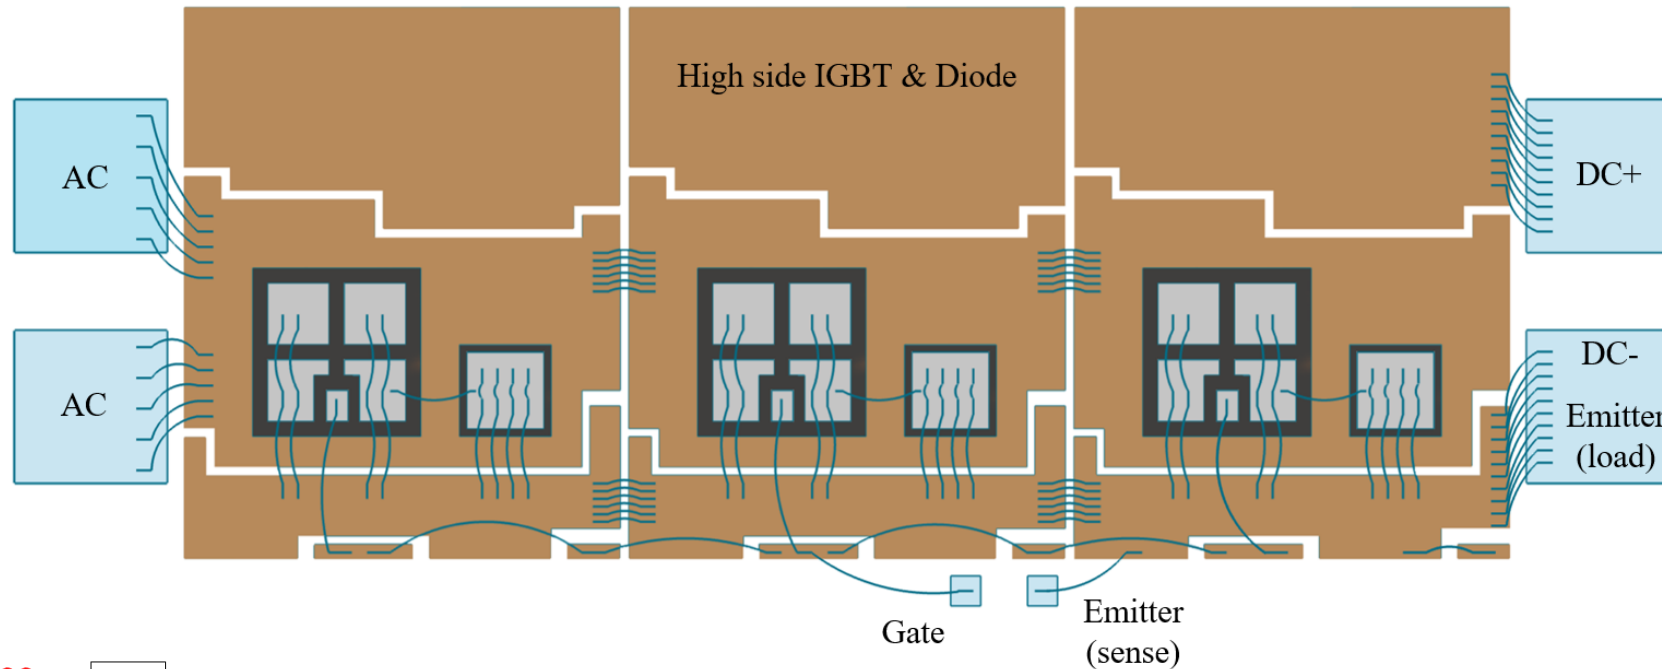 High side IGBT & Diode
AC
DC+
AC
DC-
Emitter
(load)
Gate
Emitter
(sense)